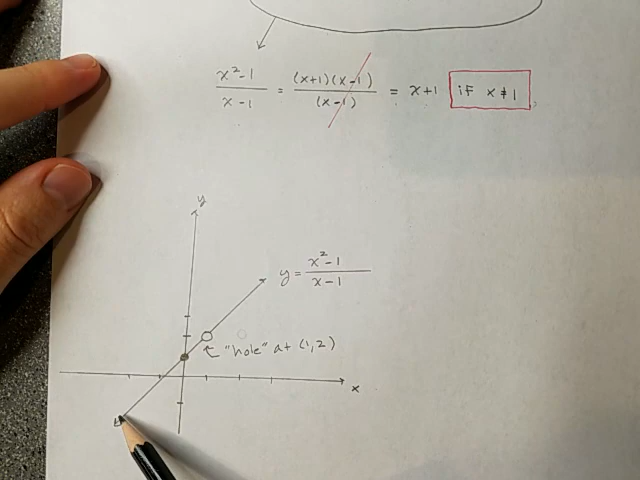 x²-1 / x-1 = (x+1)(x-1) / (x-1) = x+1 if x≠1,
y
y = x²-1 / x-1
"hole" at (1,2)
x